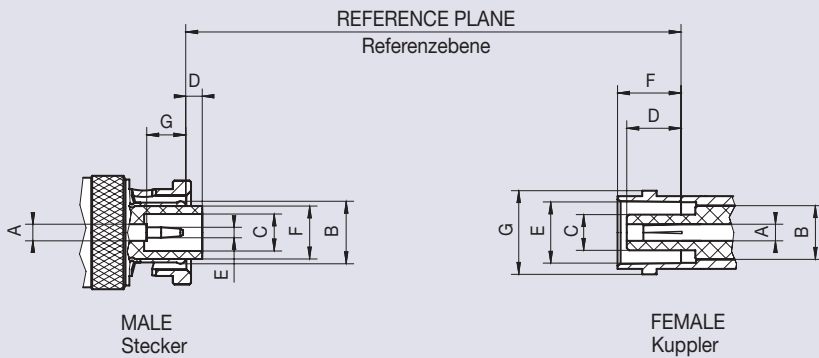 REFERENCE PLANE
Referenzebene
D
G
F
D
A
C
F
B
E
G
E
C
A
B
MALE
Stecker
FEMALE
Kuppler